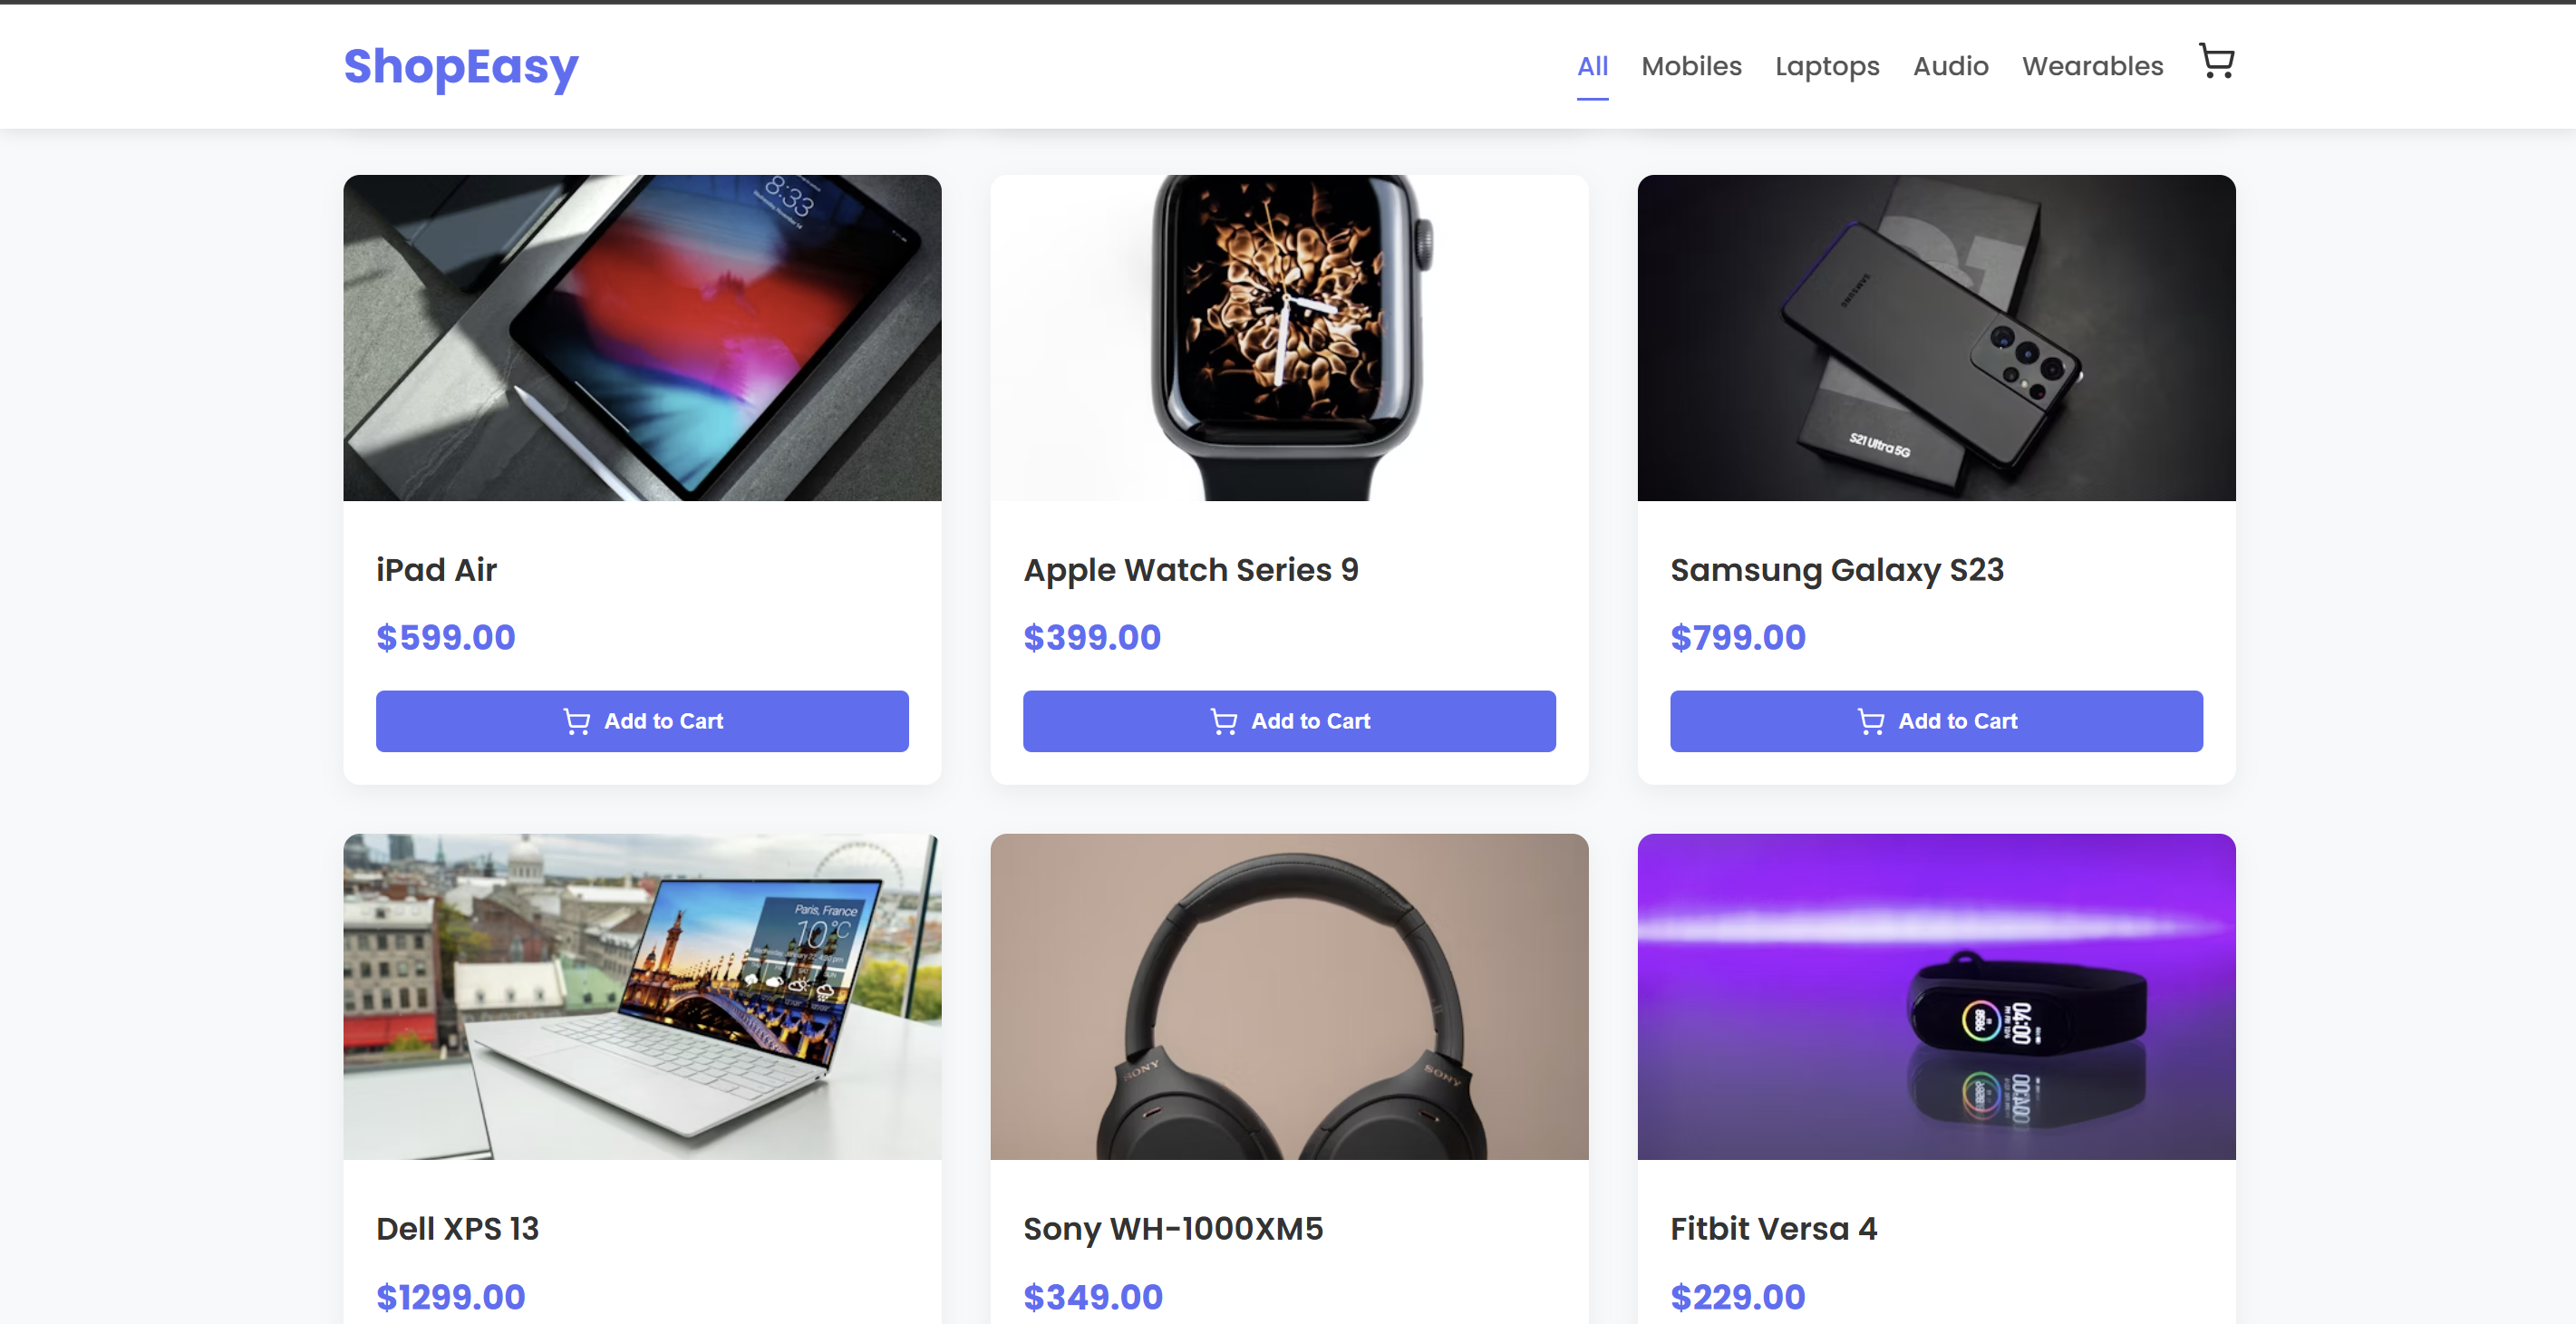 ShopEasy
All Mobiles Laptops Audio Wearables
8:33
SAMSUNG
S21 Ultra 5G
iPad Air
Apple Watch Series 9
Samsung Galaxy S23
$599.00
$399.00
$799.00
Add to Cart
Add to Cart
Add to Cart
Paris, France
10°C
SONY
SONY
04:00
8586
Dell XPS 13
Sony WH-1000XM5
Fitbit Versa 4
$1299.00
$349.00
$229.00